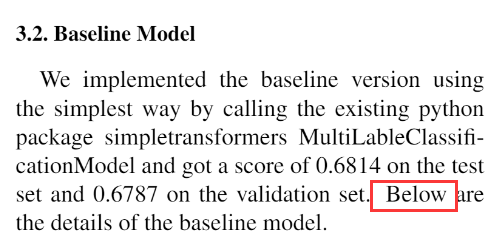 3.2. Baseline Model
We implemented the baseline version using
the simplest way by calling the existing python
package simpletransformers MultiLableClassifi-
cationModel and got a score of 0.6814 on the test
set and 0.6787 on the validation set. Below are
the details of the baseline model.